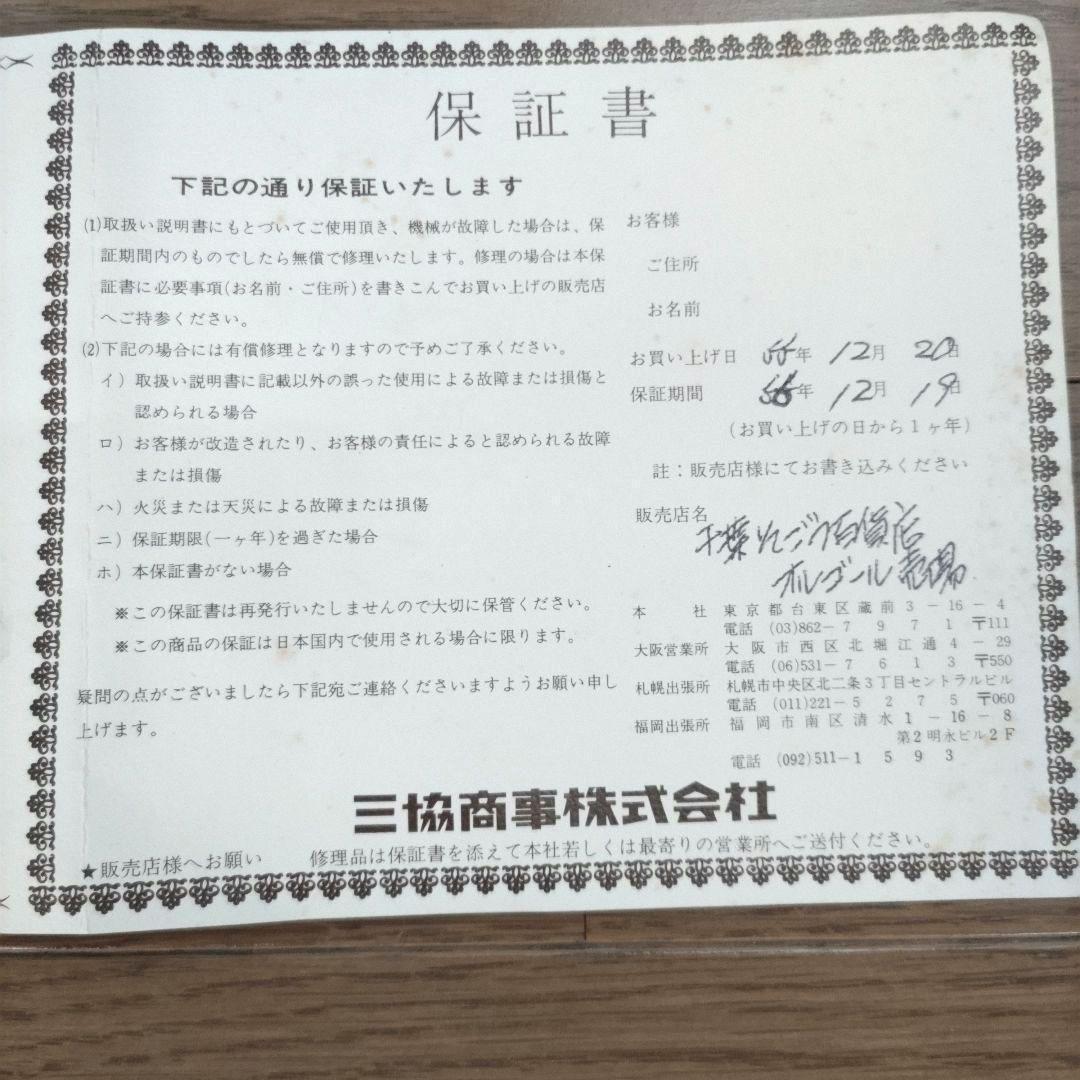 保証書
下記の通り保証いたします
(1)取扱い説明書にもとづいてご使用頂き、機械が故障した場合は、保
証期間内のものでしたら無償で修理いたします。修理の場合は本保
証書に必要事項(お名前・ご住所)を書きこんでお買い上げの販売店
へご持参ください。
(2)下記の場合には有償修理となりますので予めご了承ください。
イ）取扱い説明書に記載以外の誤った使用による故障または損傷と
認められる場合
ロ）お客様が改造されたり、お客様の責任によると認められる故障
または損傷
ハ）火災または天災による故障または損傷
ニ）保証期限(一ヶ年)を過ぎた場合
ホ）本保証書がない場合
※この保証書は再発行いたしませんので大切に保管ください。
※この商品の保証は日本国内で使用される場合に限ります。
疑問の点がございましたら下記宛ご連絡くださいますようお願い申し
上げます。
お客様
ご住所
お名前
お買い上げ日 55年 12月 20日
保証期間 56年 12月 19日
(お買い上げの日から1ヶ年)
註：販売店様にてお書き込みください
販売店名 千葉そごう百貨店
オルゴール売場
本社 東京都台東区蔵前3－16－4
電話 (03)862－7971 〒111
大阪営業所 大阪市西区北堀江通4－29
電話 (06)531－7613 〒550
札幌出張所 札幌市中央区北二条3丁目セントラルビル
電話 (011)221－5275 〒060
福岡出張所 福岡市南区清水1－16－8
第2明永ビル2F
電話 (092)511－1593
三協商事株式会社
★販売店様へお願い 修理品は保証書を添えて本社若しくは最寄りの営業所へご送付ください。